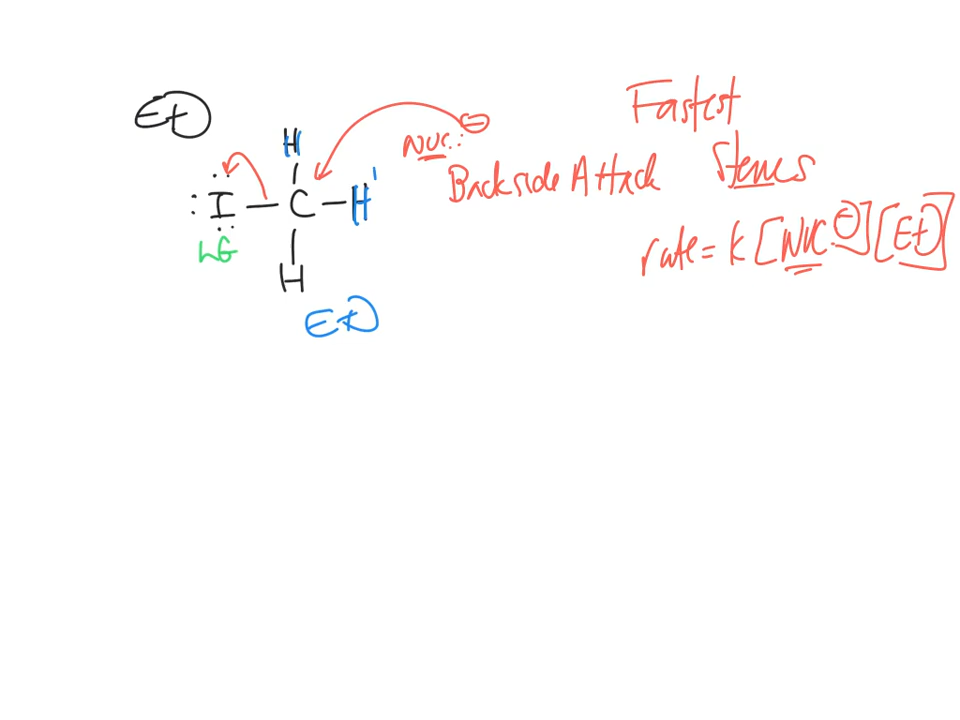 E+
Fastest
H
Nuc: ⊖
Backside Attack
Sterics
:I — C — H
LG
rate = k [Nuc:⊖] [E+]
H
E+